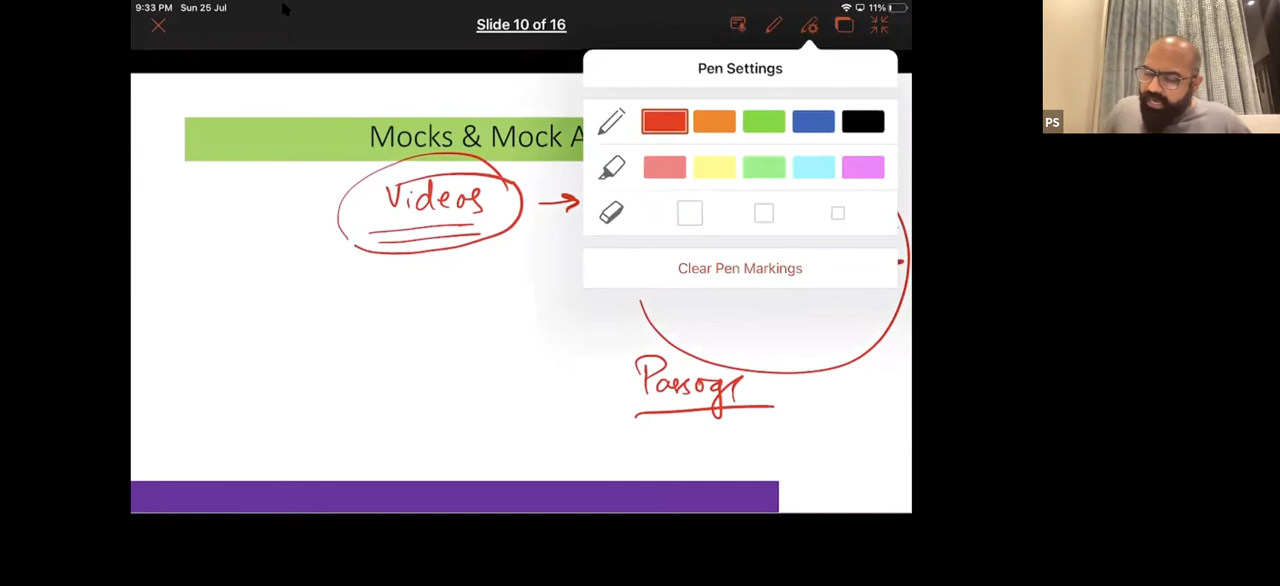 9:33 PM Sun 25 Jul
11%
Slide 10 of 16
Pen Settings
PS
Mocks & Mock A
Videos
Clear Pen Markings
Passage